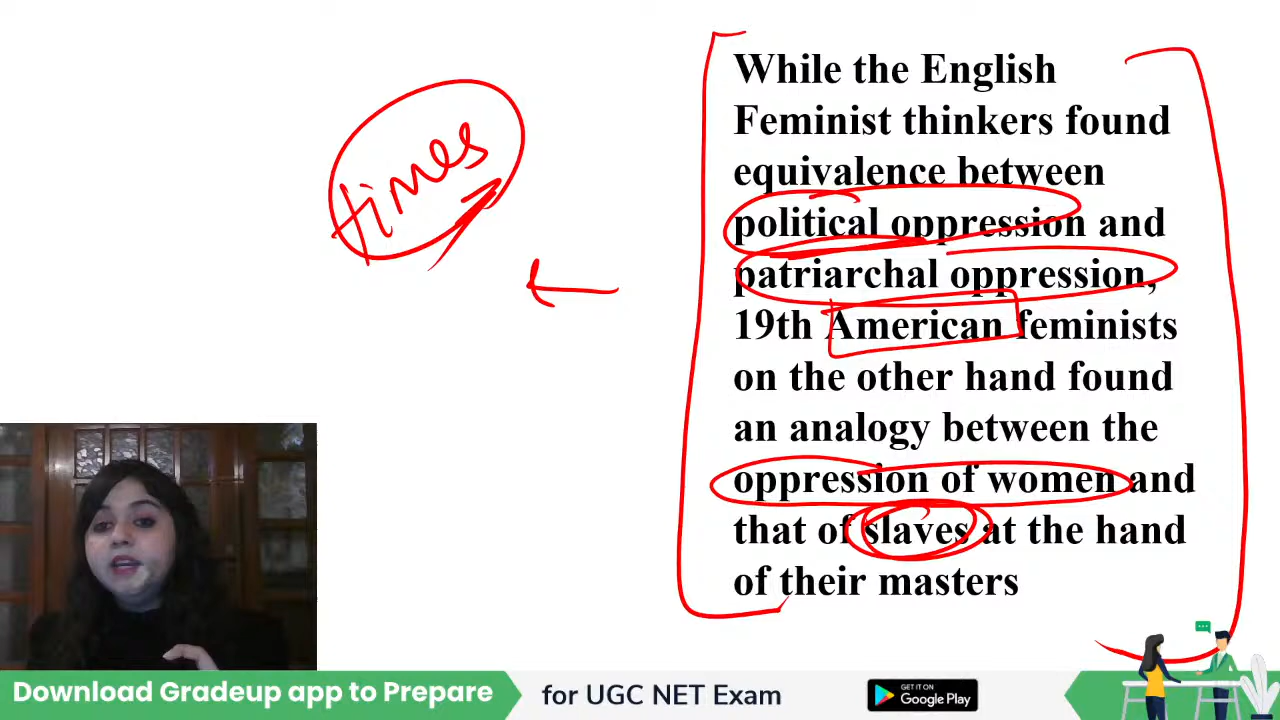 times
While the English
Feminist thinkers found
equivalence between
political oppression and
patriarchal oppression,
19th American feminists
on the other hand found
an analogy between the
oppression of women and
that of slaves at the hand
of their masters
Download Gradeup app to Prepare
for UGC NET Exam
GET IT ON
Google Play